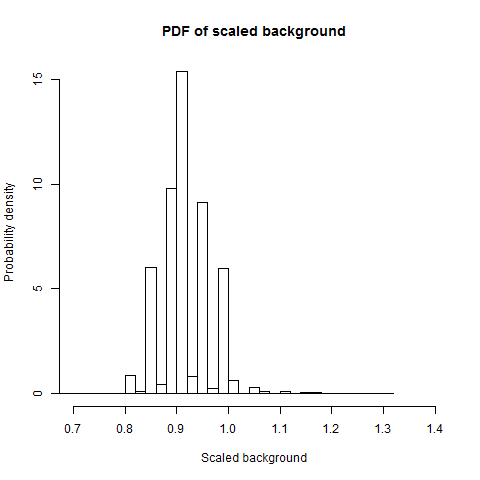 PDF of scaled background
Probability density
15
10
5
0
0.7 0.8 0.9 1.0 1.1 1.2 1.3 1.4
Scaled background